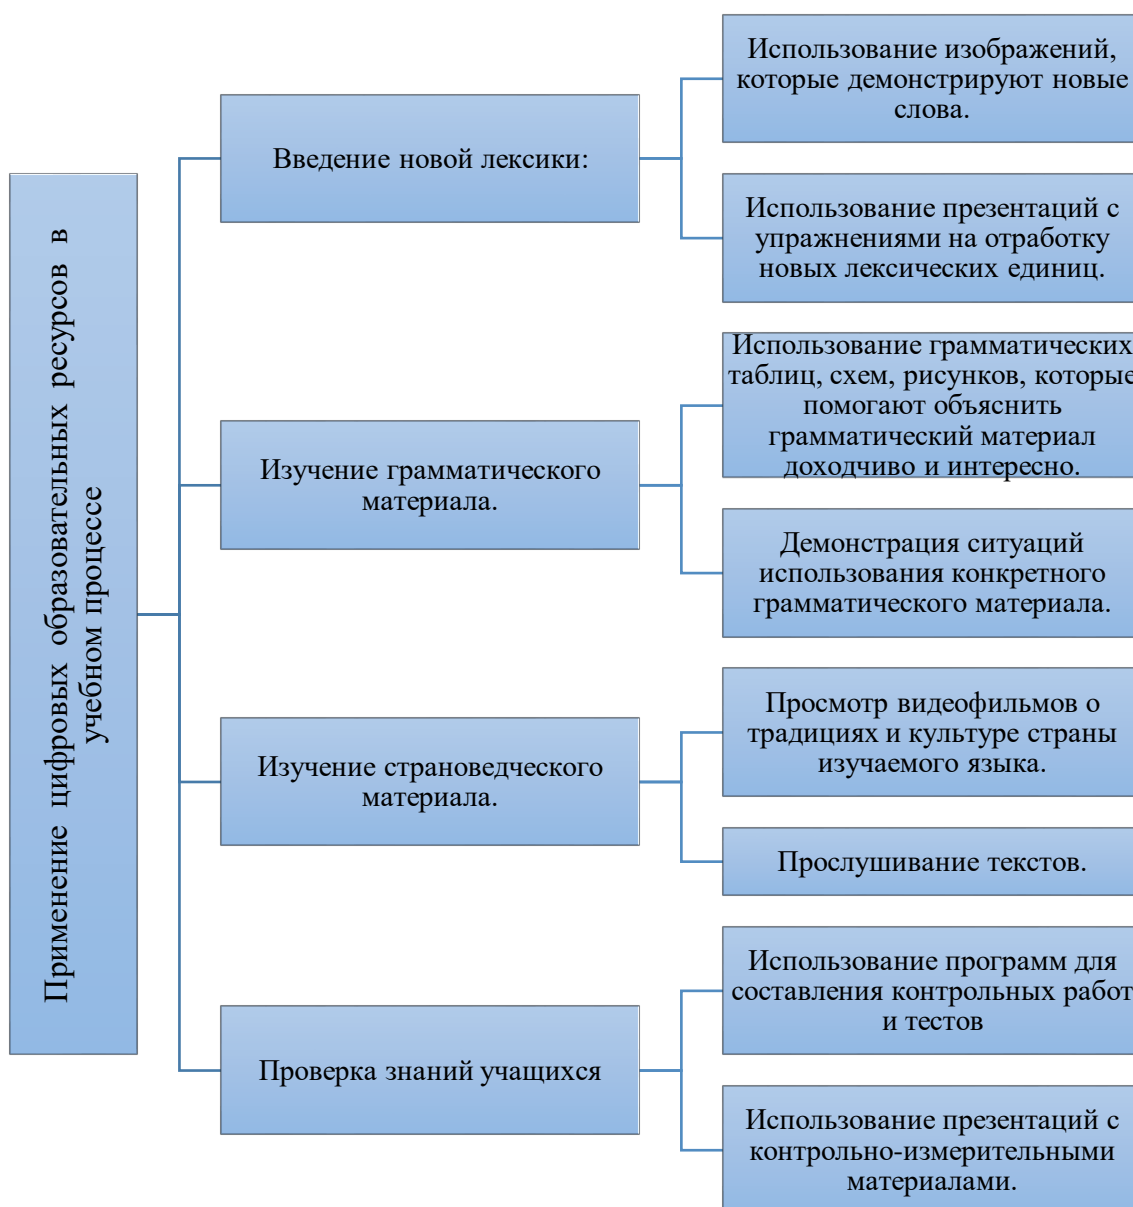 Применение цифровых образовательных ресурсов в
учебном процессе
Введение новой лексики:
Использование изображений,
которые демонстрируют новые
слова.
Использование презентаций с
упражнениями на отработку
новых лексических единиц.
Изучение грамматического
материала.
Использование грамматических
таблиц, схем, рисунков, которые
помогают объяснить
грамматический материал
доходчиво и интересно.
Демонстрация ситуаций
использования конкретного
грамматического материала.
Изучение страноведческого
материала.
Просмотр видеофильмов о
традициях и культуре страны
изучаемого языка.
Прослушивание текстов.
Проверка знаний учащихся
Использование программ для
составления контрольных работ
и тестов
Использование презентаций с
контрольно-измерительными
материалами.